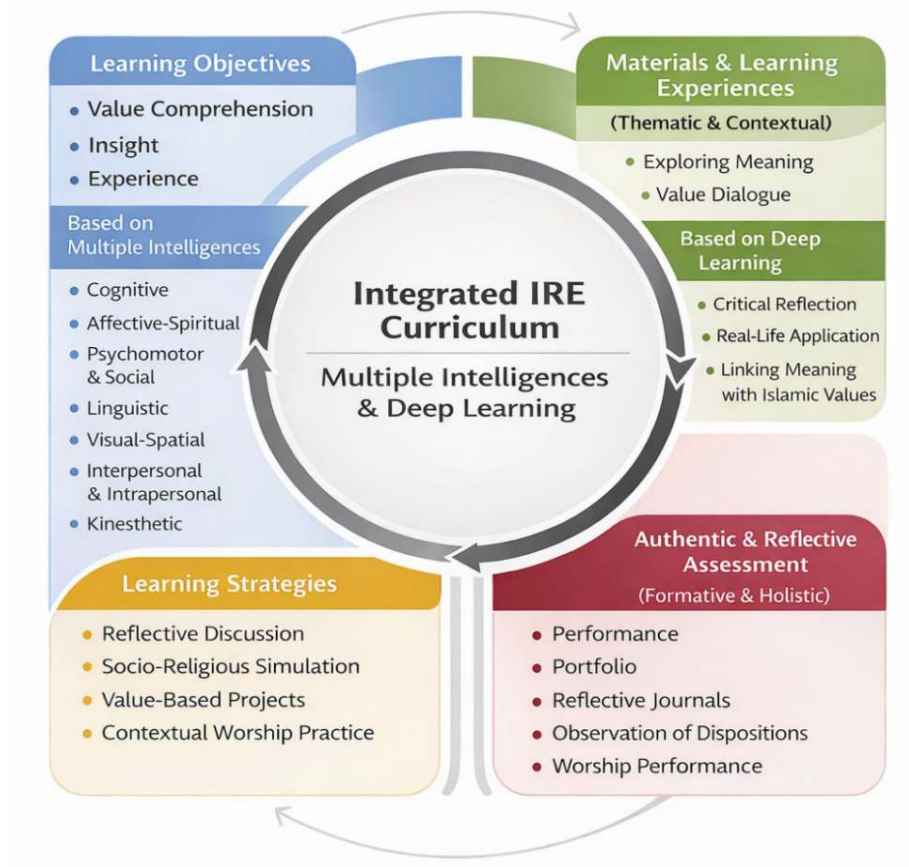 Learning Objectives
• Value Comprehension
• Insight
• Experience
Based on
Multiple Intelligences
• Cognitive
• Affective-Spiritual
• Psychomotor
& Social
• Linguistic
• Visual-Spatial
• Interpersonal
& Intrapersonal
• Kinesthetic
Materials & Learning
Experiences
(Thematic & Contextual)
• Exploring Meaning
• Value Dialogue
Based on Deep
Learning
• Critical Reflection
• Real-Life Application
• Linking Meaning
with Islamic Values
Integrated IRE
Curriculum
Multiple Intelligences
& Deep Learning
Learning Strategies
• Reflective Discussion
• Socio-Religious Simulation
• Value-Based Projects
• Contextual Worship Practice
Authentic & Reflective
Assessment
(Formative & Holistic)
• Performance
• Portfolio
• Reflective Journals
• Observation of Dispositions
• Worship Performance